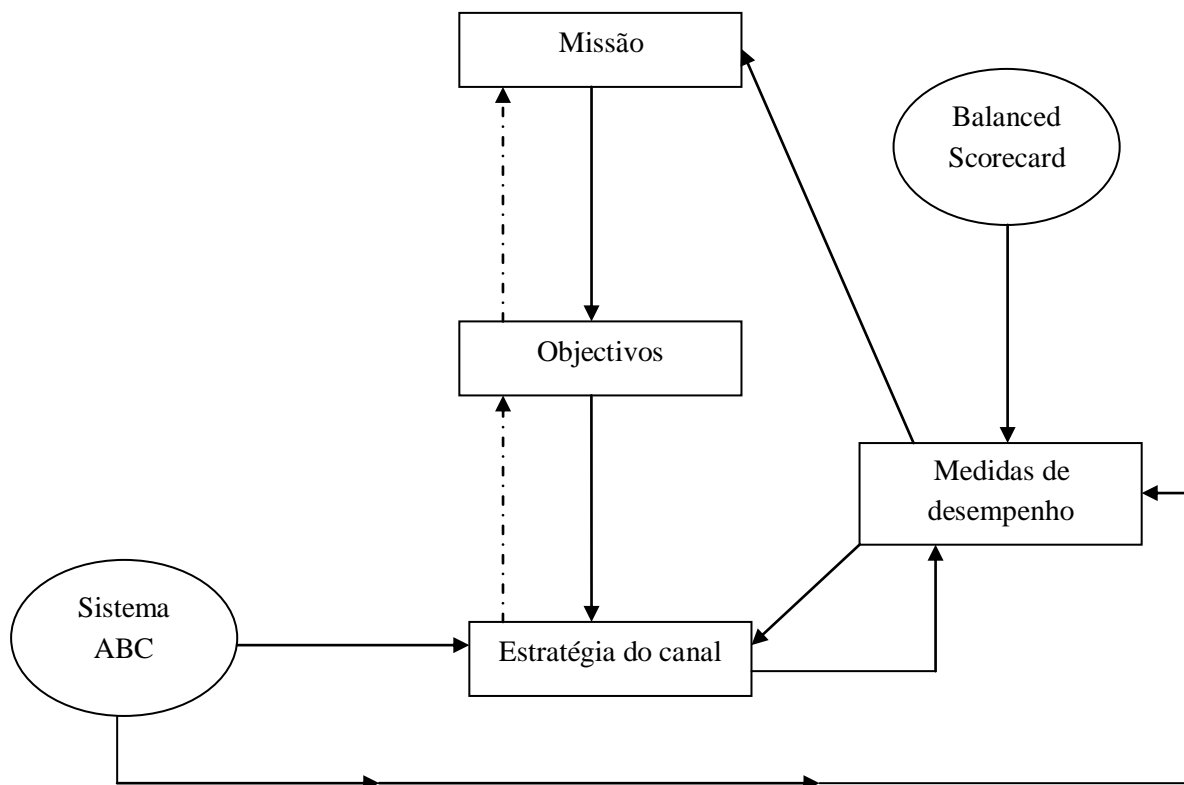 Missão
Balanced
Scorecard
Objectivos
Medidas de
desempenho
Sistema
ABC
Estratégia do canal